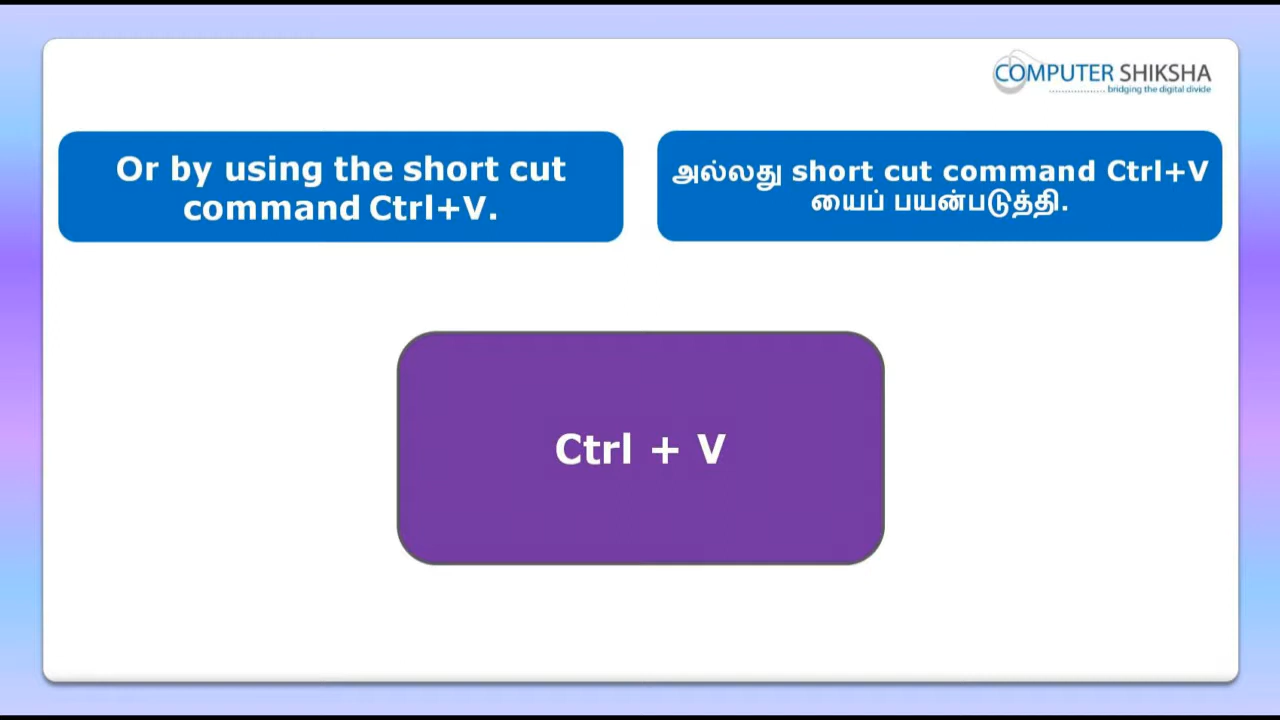 COMPUTER SHIKSHA
bridging the digital divide
Or by using the short cut
command Ctrl+V.
அல்லது short cut command Ctrl+V
யைப் பயன்படுத்தி.
Ctrl + V